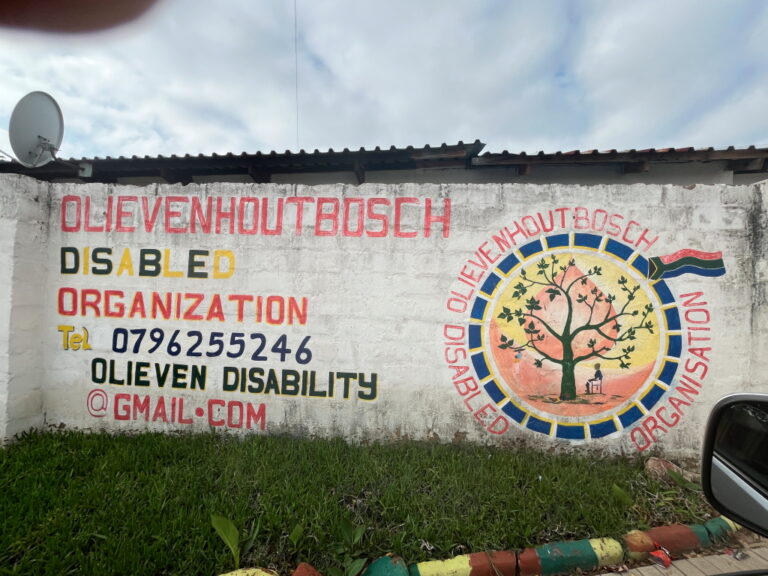 OLIEVENHOUTBOSCH
DISABLED
ORGANIZATION
Tel 0796255246
OLIEVEN DISABILITY
@GMAIL.COM
OLIEVENHOUTBOSCH
DISABLED
ORGANISATION